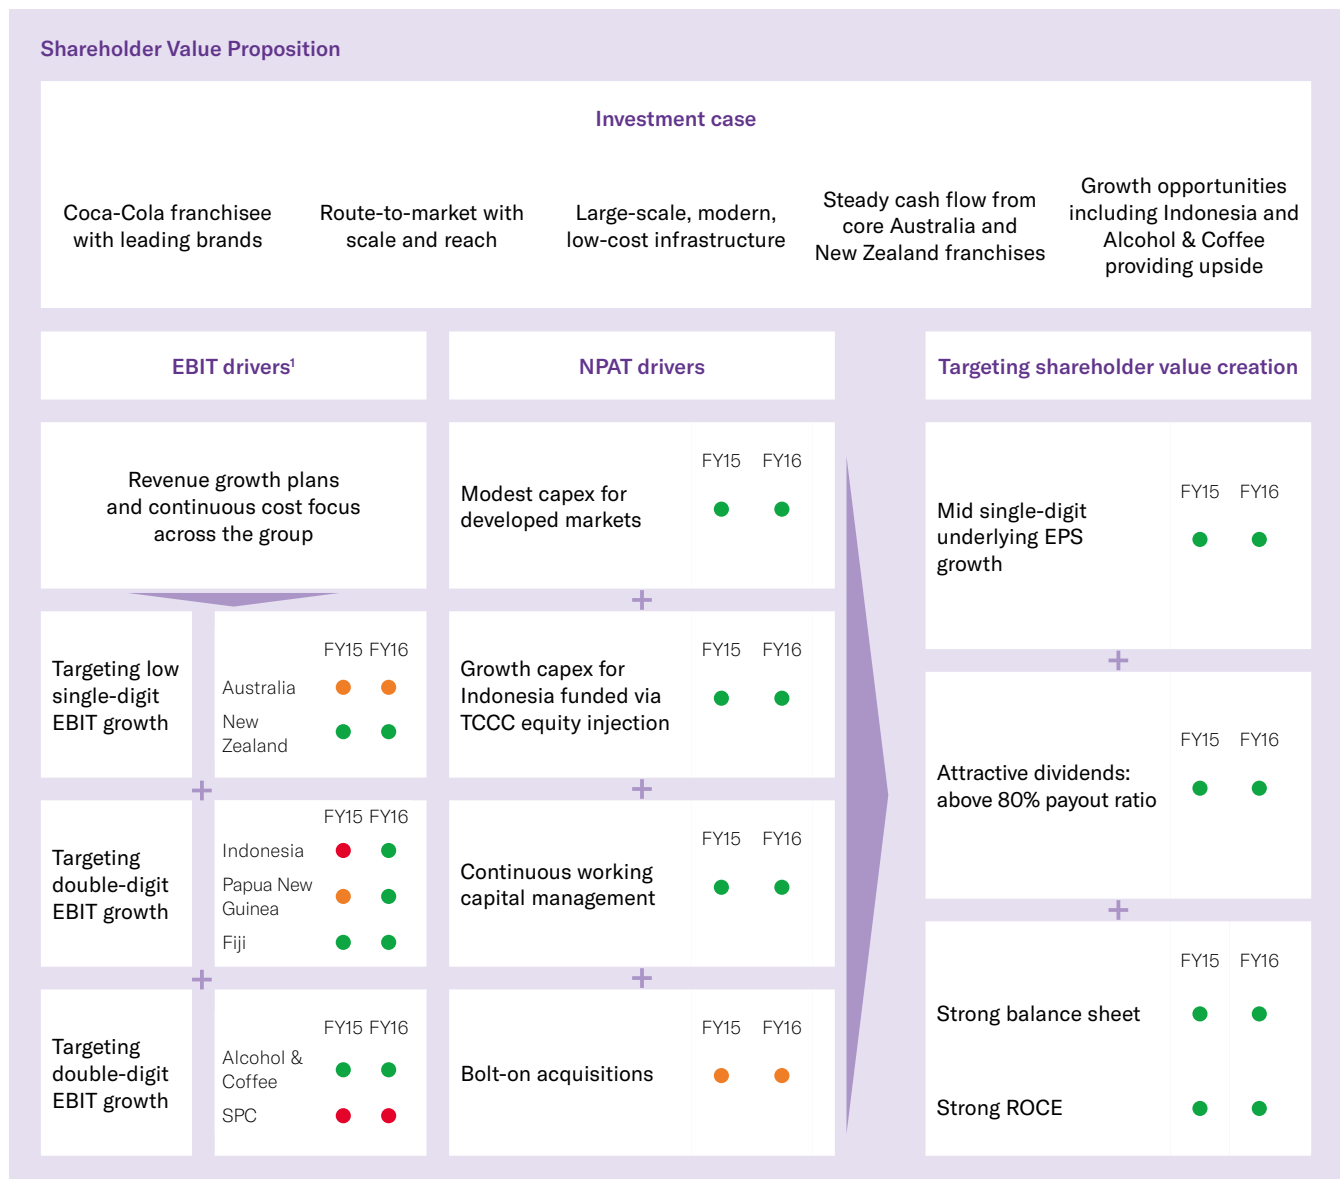 Shareholder Value Proposition
Investment case
Coca-Cola franchisee
with leading brands
Route-to-market with
scale and reach
Large-scale, modern,
low-cost infrastructure
Steady cash flow from
core Australia and
New Zealand franchises
Growth opportunities
including Indonesia and
Alcohol & Coffee
providing upside
EBIT drivers¹
Revenue growth plans
and continuous cost focus
across the group
Targeting low
single-digit
EBIT growth
FY15 FY16
Australia
New
Zealand
+
Targeting
double-digit
EBIT growth
FY15 FY16
Indonesia
Papua New
Guinea
Fiji
+
Targeting
double-digit
EBIT growth
FY15 FY16
Alcohol &
Coffee
SPC
NPAT drivers
FY15 FY16
Modest capex for
developed markets
+
FY15 FY16
Growth capex for
Indonesia funded via
TCCC equity injection
+
FY15 FY16
Continuous working
capital management
+
FY15 FY16
Bolt-on acquisitions
Targeting shareholder value creation
FY15 FY16
Mid single-digit
underlying EPS
growth
+
FY15 FY16
Attractive dividends:
above 80% payout ratio
+
FY15 FY16
Strong balance sheet
Strong ROCE